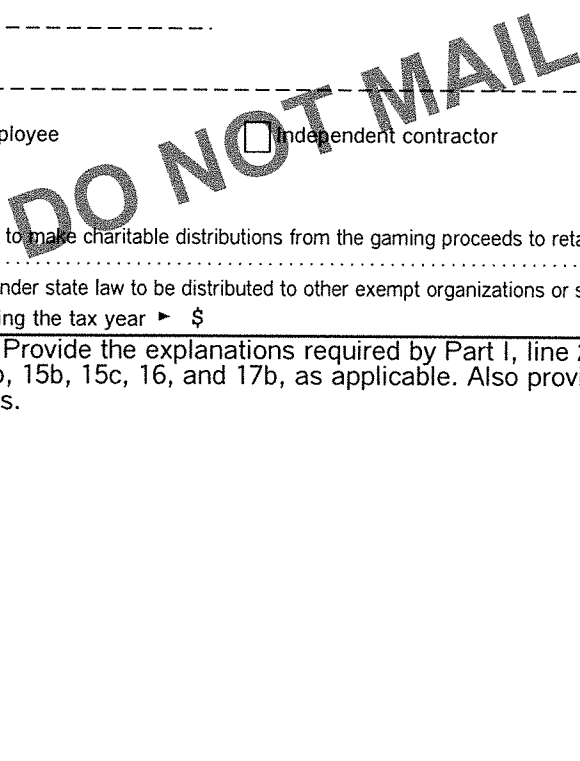 DO NOT MAIL
ployee Independent contractor
to make charitable distributions from the gaming proceeds to reta
nder state law to be distributed to other exempt organizations or s
ing the tax year ► $
Provide the explanations required by Part I, line 2
b, 15b, 15c, 16, and 17b, as applicable. Also provi
s.